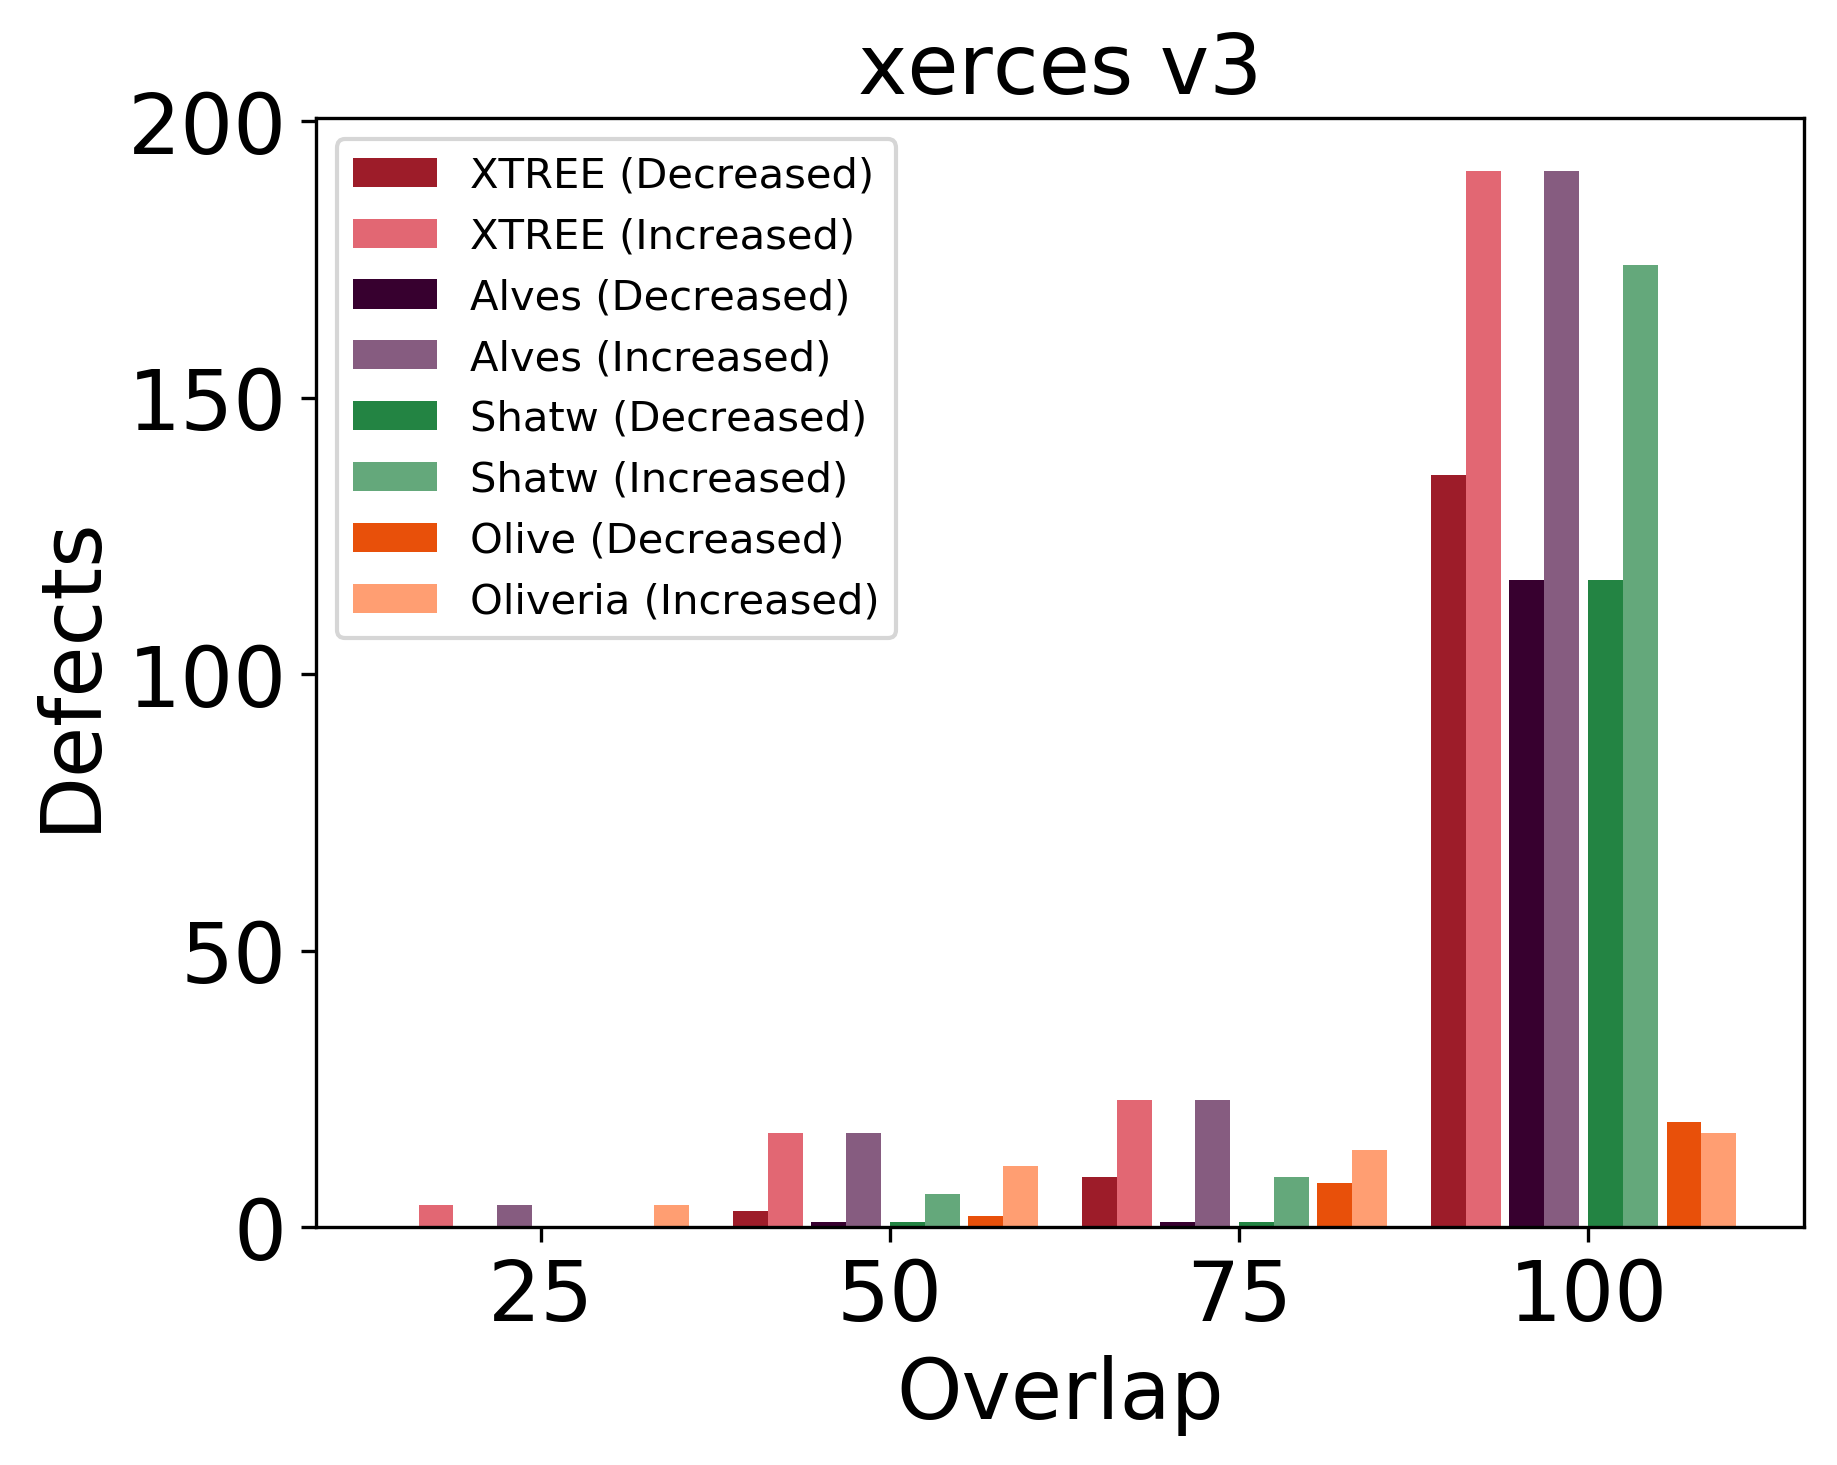 xerces v3
200
150
100
50
0
Defects
XTREE (Decreased)
XTREE (Increased)
Alves (Decreased)
Alves (Increased)
Shatw (Decreased)
Shatw (Increased)
Olive (Decreased)
Oliveria (Increased)
25 50 75 100
Overlap